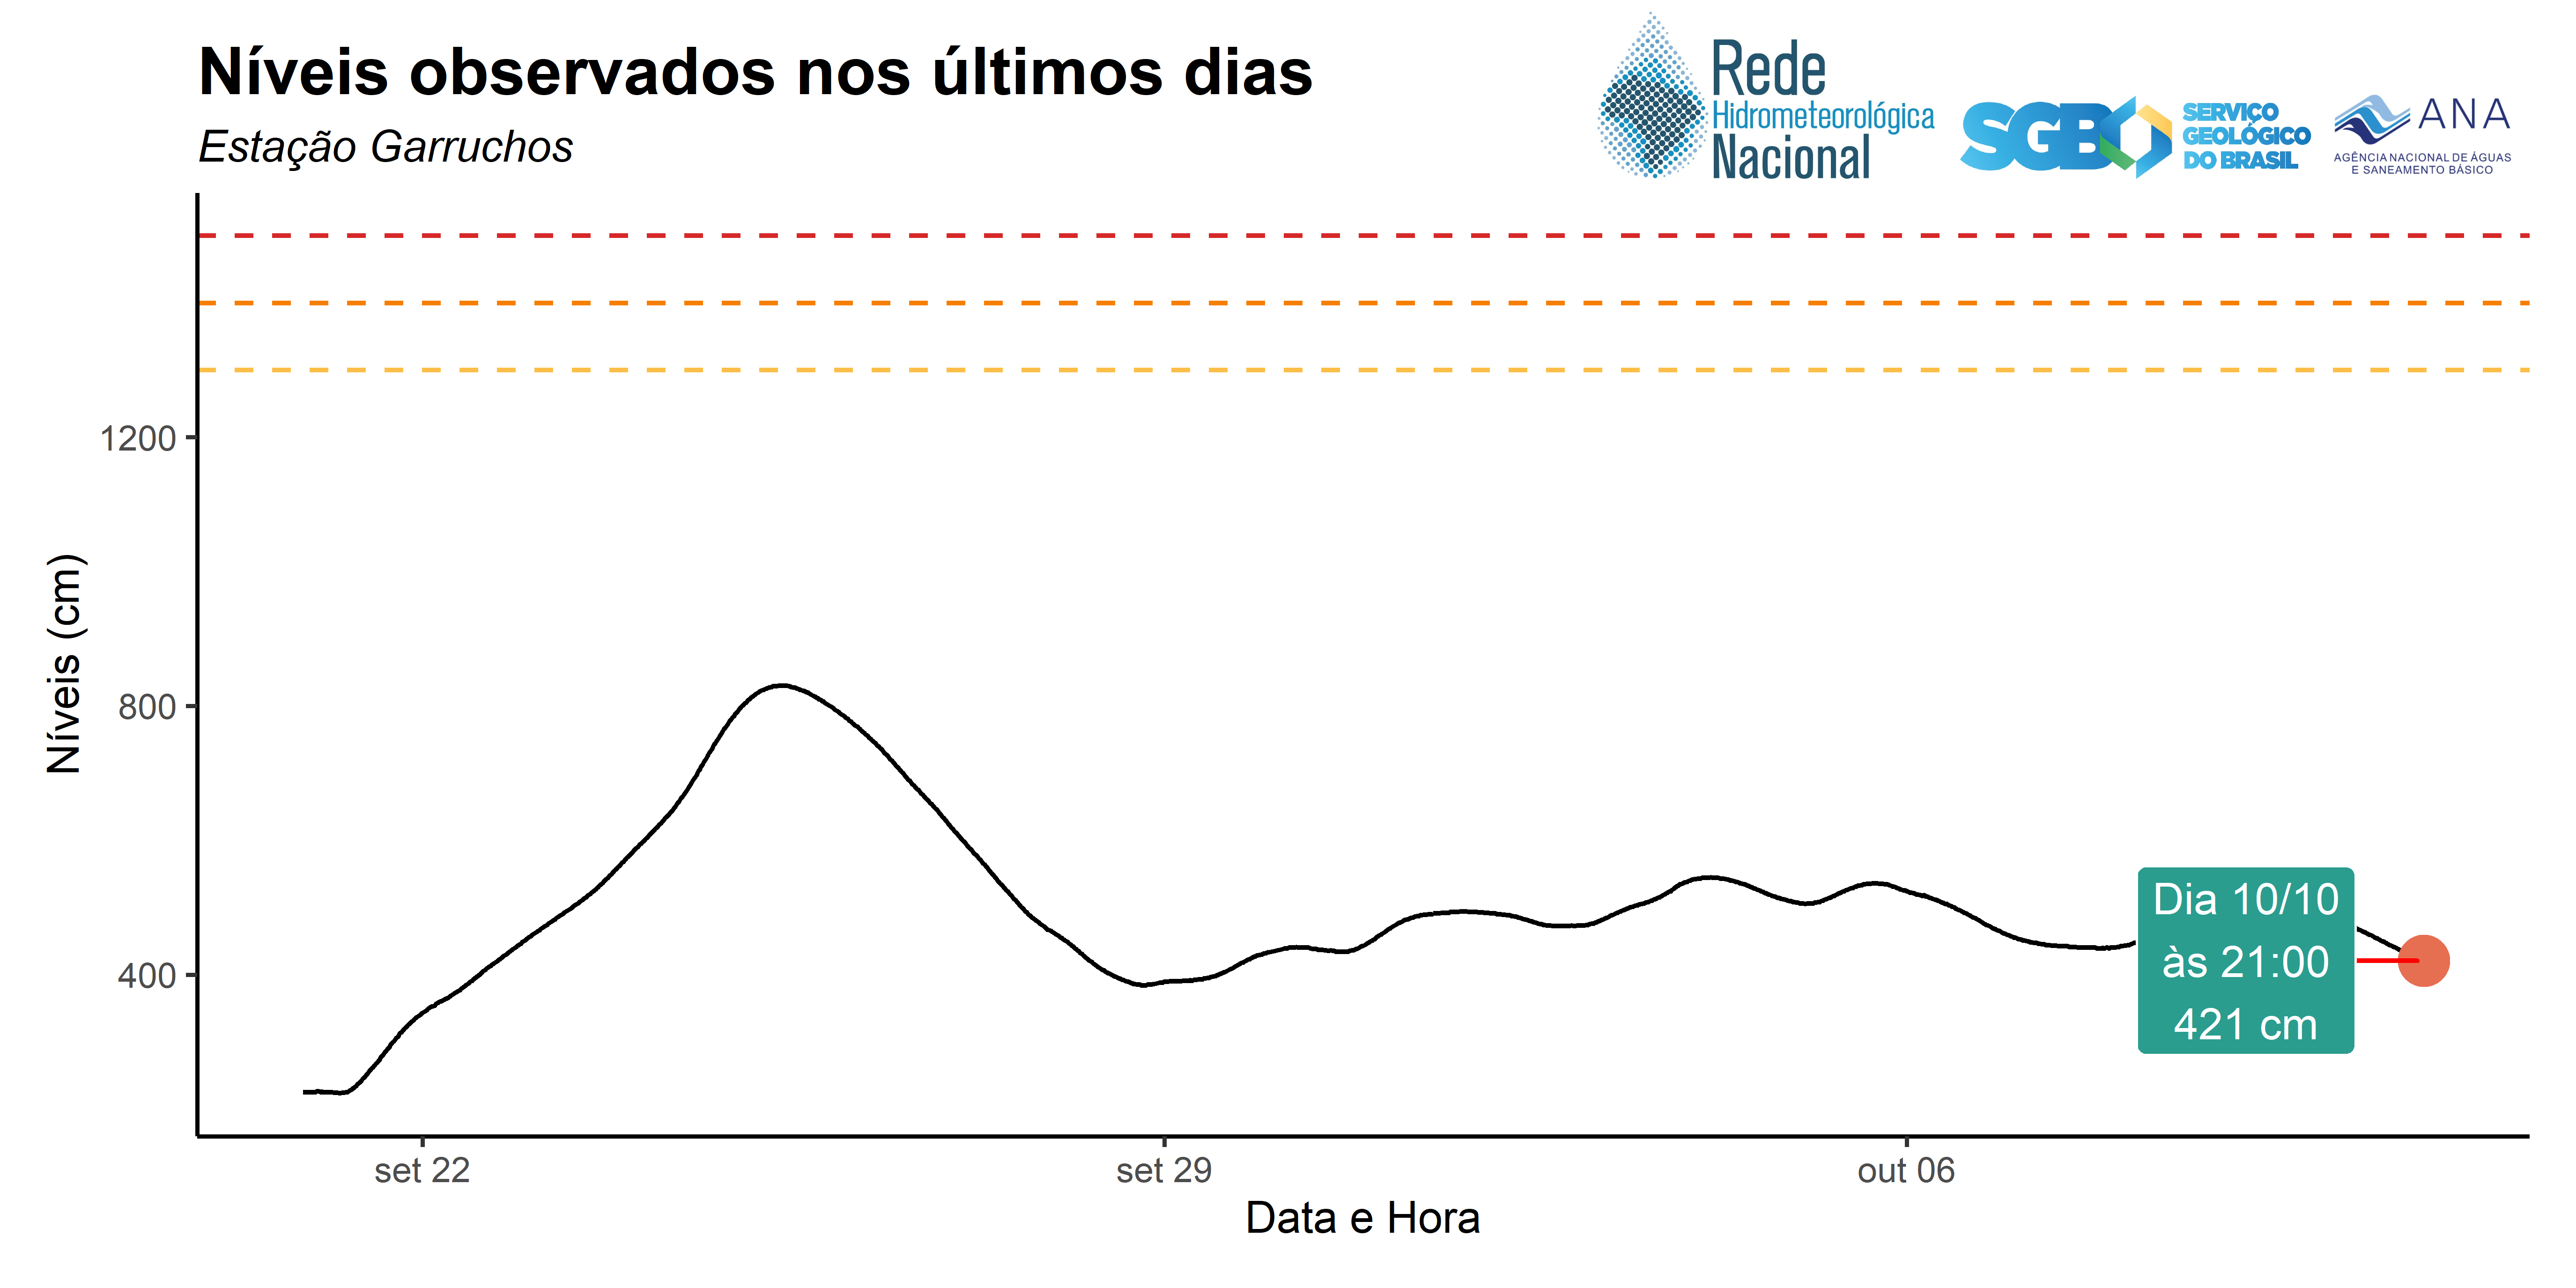 Níveis observados nos últimos dias
Estação Garruchos
Rede
Hidrometeorológica
Nacional
SGB
SERVIÇO
GEOLÓGICO
DO BRASIL
ANA
AGÊNCIA NACIONAL DE ÁGUAS
E SANEAMENTO BÁSICO
Níveis (cm)
1200
800
400
Dia 10/10
às 21:00
421 cm
set 22
set 29
out 06
Data e Hora